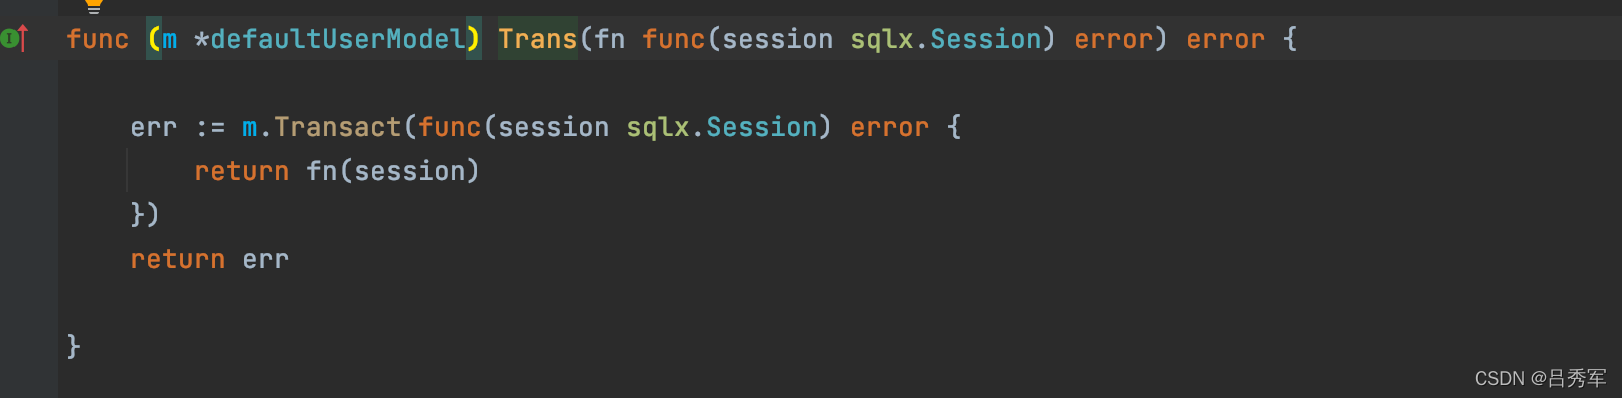 func (m *defaultUserModel) Trans(fn func(session sqlx.Session) error) error {
err := m.Transact(func(session sqlx.Session) error {
return fn(session)
})
return err
}
CSDN @吕秀军